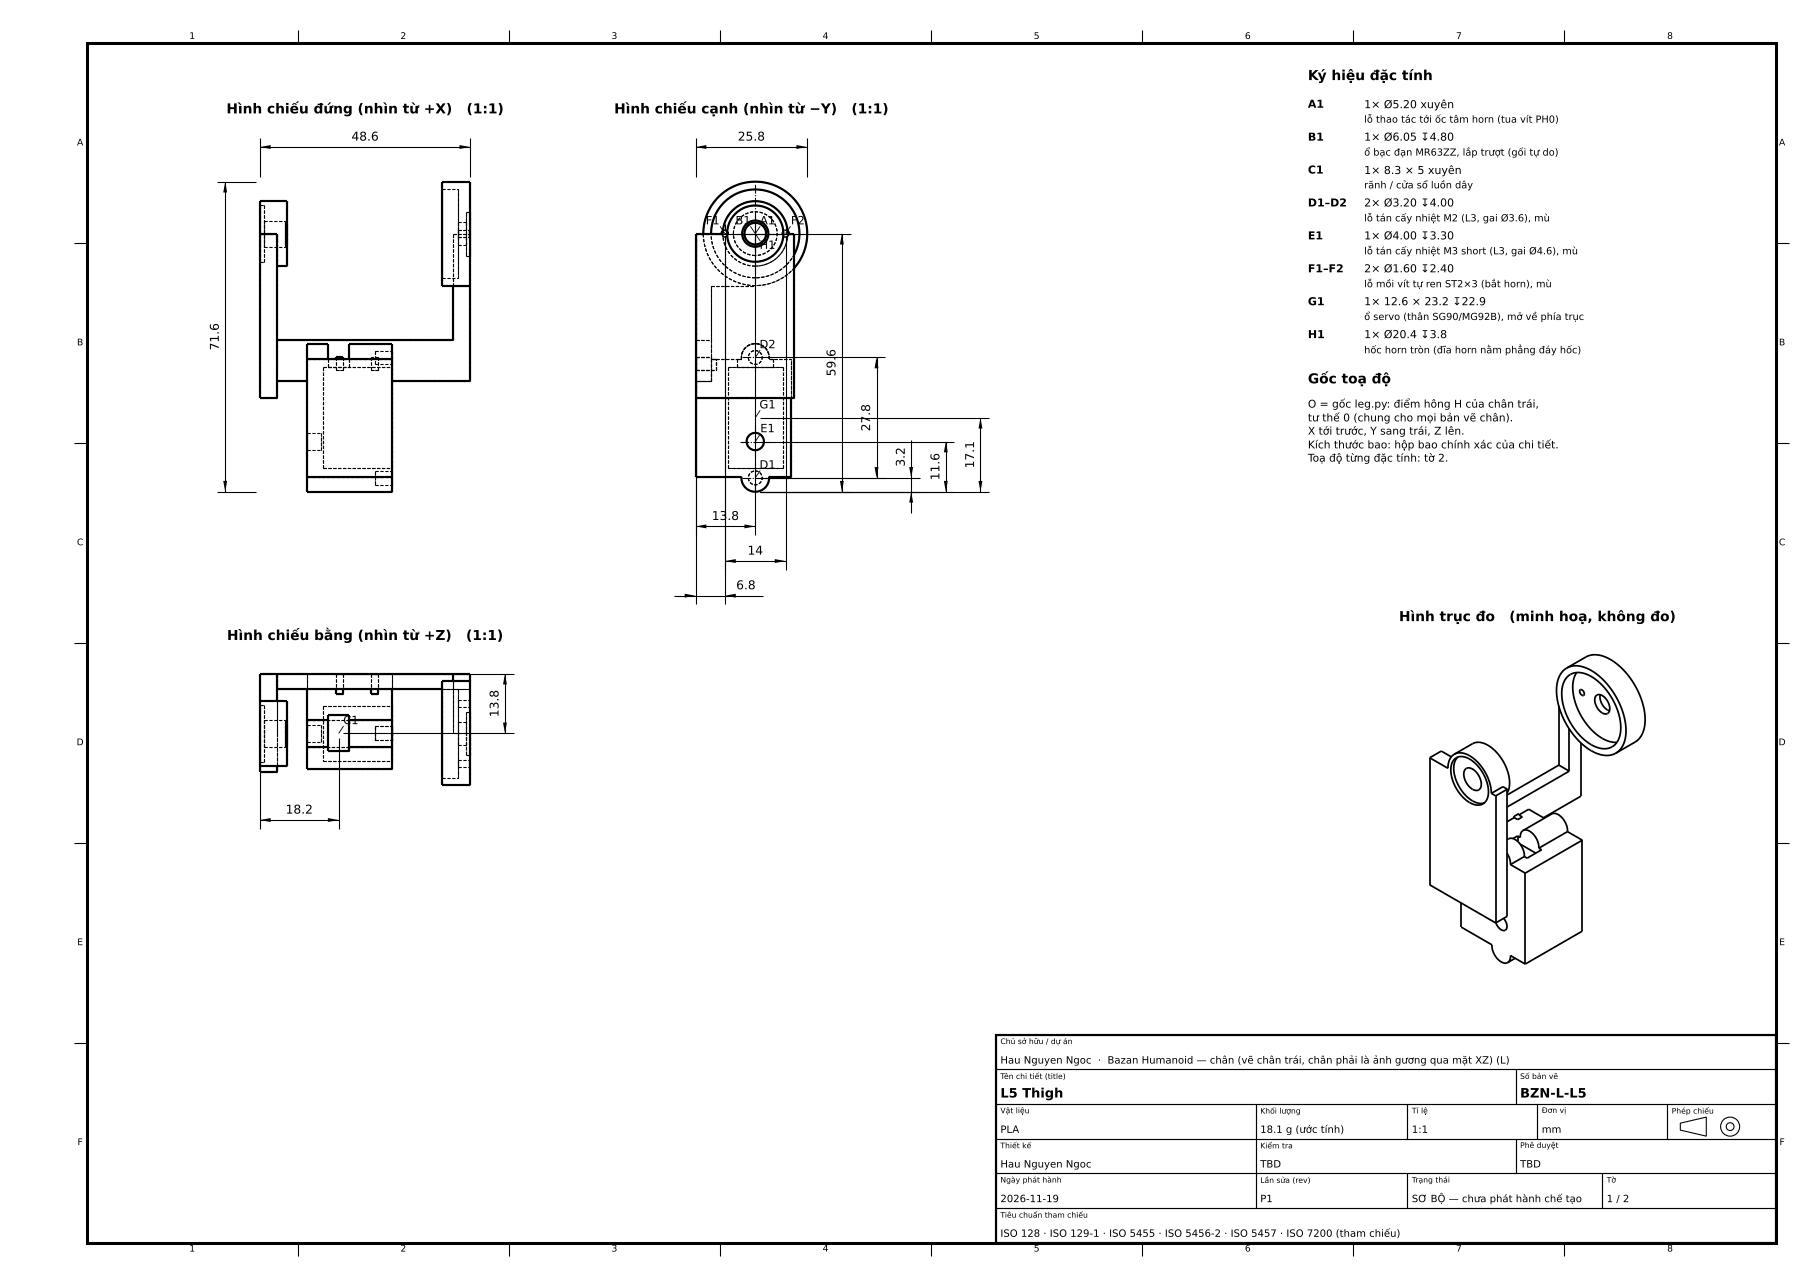 1 2 3 4 5 6 7 8
A A
B B
C C
D D
E E
F F
Hình chiếu đứng (nhìn từ +X) (1:1)
48.6
71.6
Hình chiếu cạnh (nhìn từ −Y) (1:1)
25.8
F1 B1 A1 F2
H1
D2
59.6
G1
27.8
E1
3.2
11.6
17.1
D1
13.8
14
6.8
Hình chiếu bằng (nhìn từ +Z) (1:1)
C1
13.8
18.2
Ký hiệu đặc tính
A1 1× Ø5.20 xuyên
lỗ thao tác tới ốc tâm horn (tua vít PH0)
B1 1× Ø6.05 ↧4.80
ổ bạc đạn MR63ZZ, lắp trượt (gối tự do)
C1 1× 8.3 × 5 xuyên
rãnh / cửa sổ luồn dây
D1–D2 2× Ø3.20 ↧4.00
lỗ tán cấy nhiệt M2 (L3, gai Ø3.6), mù
E1 1× Ø4.00 ↧3.30
lỗ tán cấy nhiệt M3 short (L3, gai Ø4.6), mù
F1–F2 2× Ø1.60 ↧2.40
lỗ mồi vít tự ren ST2×3 (bắt horn), mù
G1 1× 12.6 × 23.2 ↧22.9
ổ servo (thân SG90/MG92B), mở về phía trục
H1 1× Ø20.4 ↧3.8
hốc horn tròn (đĩa horn nằm phẳng đáy hốc)
Gốc toạ độ
O = gốc leg.py: điểm hông H của chân trái,
tư thế 0 (chung cho mọi bản vẽ chân).
X tới trước, Y sang trái, Z lên.
Kích thước bao: hộp bao chính xác của chi tiết.
Toạ độ từng đặc tính: tờ 2.
Hình trục đo (minh hoạ, không đo)
Chủ sở hữu / dự án
Hau Nguyen Ngoc · Bazan Humanoid — chân (vẽ chân trái, chân phải là ảnh gương qua mặt XZ) (L)
Tên chi tiết (title) Số bản vẽ
L5 Thigh BZN-L-L5
Vật liệu Khối lượng Tỉ lệ Đơn vị Phép chiếu
PLA 18.1 g (ước tính) 1:1 mm
Thiết kế Kiểm tra Phê duyệt
Hau Nguyen Ngoc TBD TBD
Ngày phát hành Lần sửa (rev) Trạng thái Tờ
2026-11-19 P1 SƠ BỘ — chưa phát hành chế tạo 1 / 2
Tiêu chuẩn tham chiếu
ISO 128 · ISO 129-1 · ISO 5455 · ISO 5456-2 · ISO 5457 · ISO 7200 (tham chiếu)
1 2 3 4 5 6 7 8